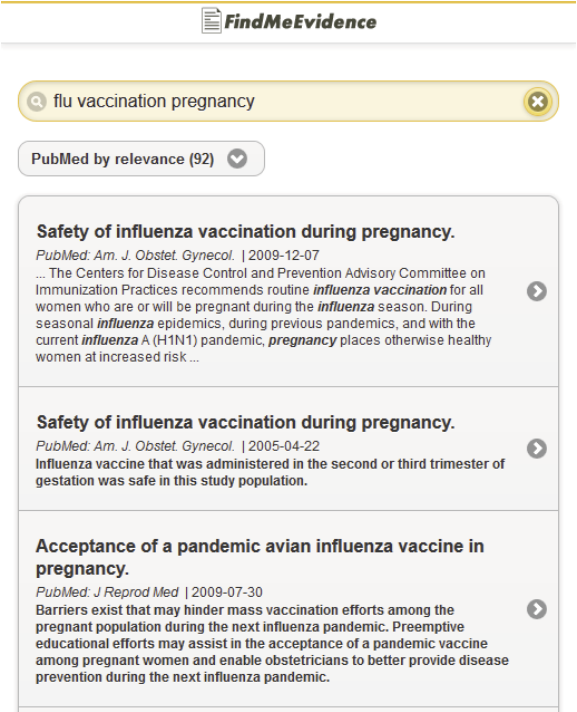 FindMeEvidence
flu vaccination pregnancy
PubMed by relevance (92)
Safety of influenza vaccination during pregnancy.
PubMed: Am. J. Obstet. Gynecol. | 2009-12-07
... The Centers for Disease Control and Prevention Advisory Committee on
Immunization Practices recommends routine influenza vaccination for all
women who are or will be pregnant during the influenza season. During
seasonal influenza epidemics, during previous pandemics, and with the
current influenza A (H1N1) pandemic, pregnancy places otherwise healthy
women at increased risk ...
Safety of influenza vaccination during pregnancy.
PubMed: Am. J. Obstet. Gynecol. | 2005-04-22
Influenza vaccine that was administered in the second or third trimester of
gestation was safe in this study population.
Acceptance of a pandemic avian influenza vaccine in
pregnancy.
PubMed: J Reprod Med | 2009-07-30
Barriers exist that may hinder mass vaccination efforts among the
pregnant population during the next influenza pandemic. Preemptive
educational efforts may assist in the acceptance of a pandemic vaccine
among pregnant women and enable obstetricians to better provide disease
prevention during the next influenza pandemic.